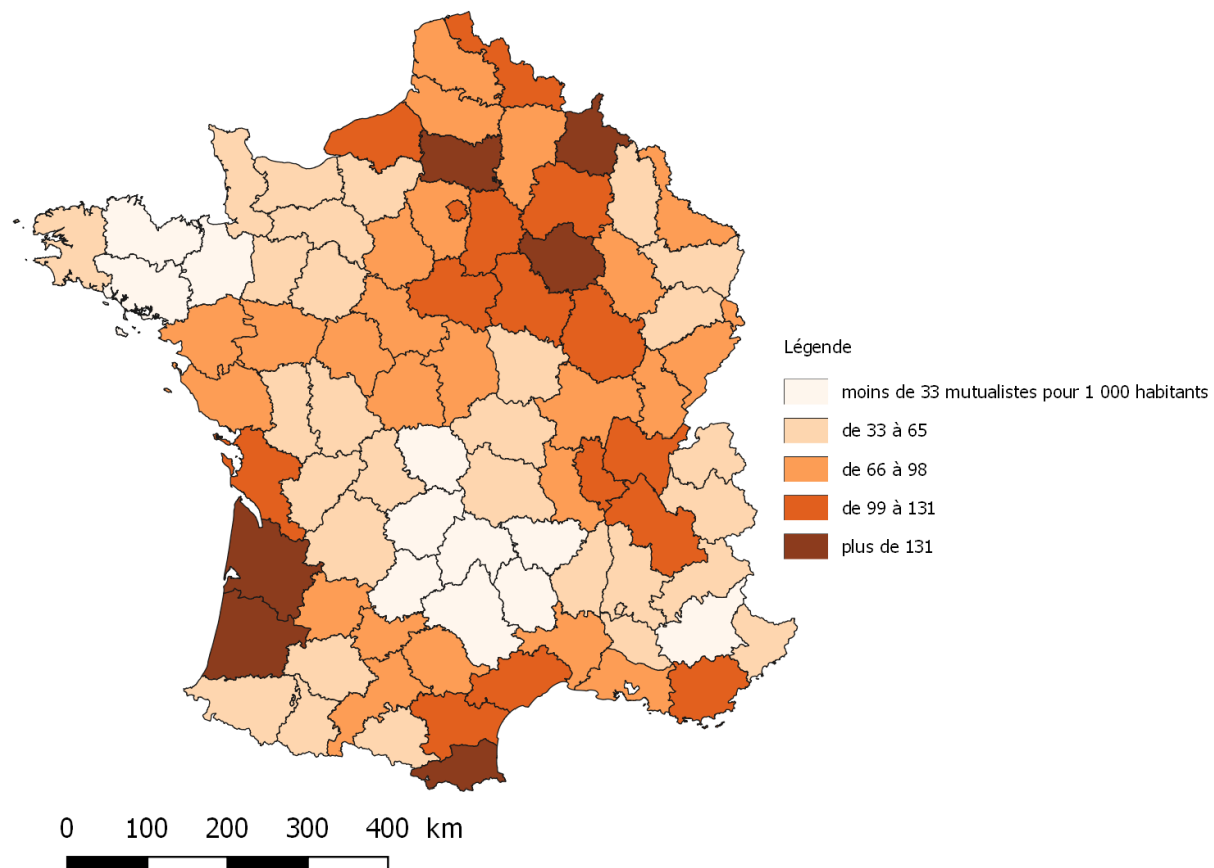 Légende
moins de 33 mutualistes pour 1 000 habitants
de 33 à 65
de 66 à 98
de 99 à 131
plus de 131
0 100 200 300 400 km